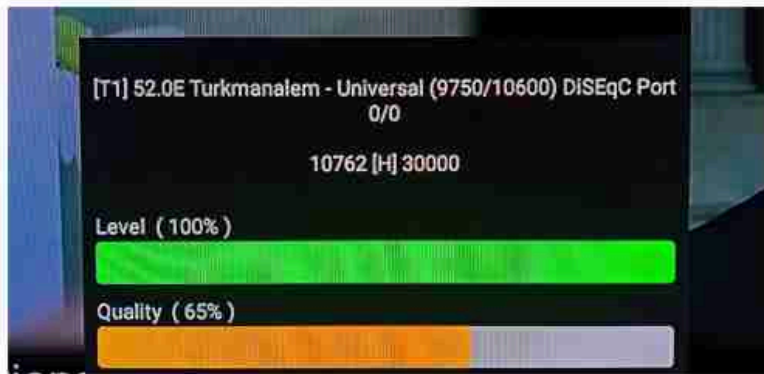 [T1] 52.0E Turkmanalem - Universal (9750/10600) DiSEqC Port
0/0
10762 [H] 30000
Level ( 100% )
Quality ( 65% )